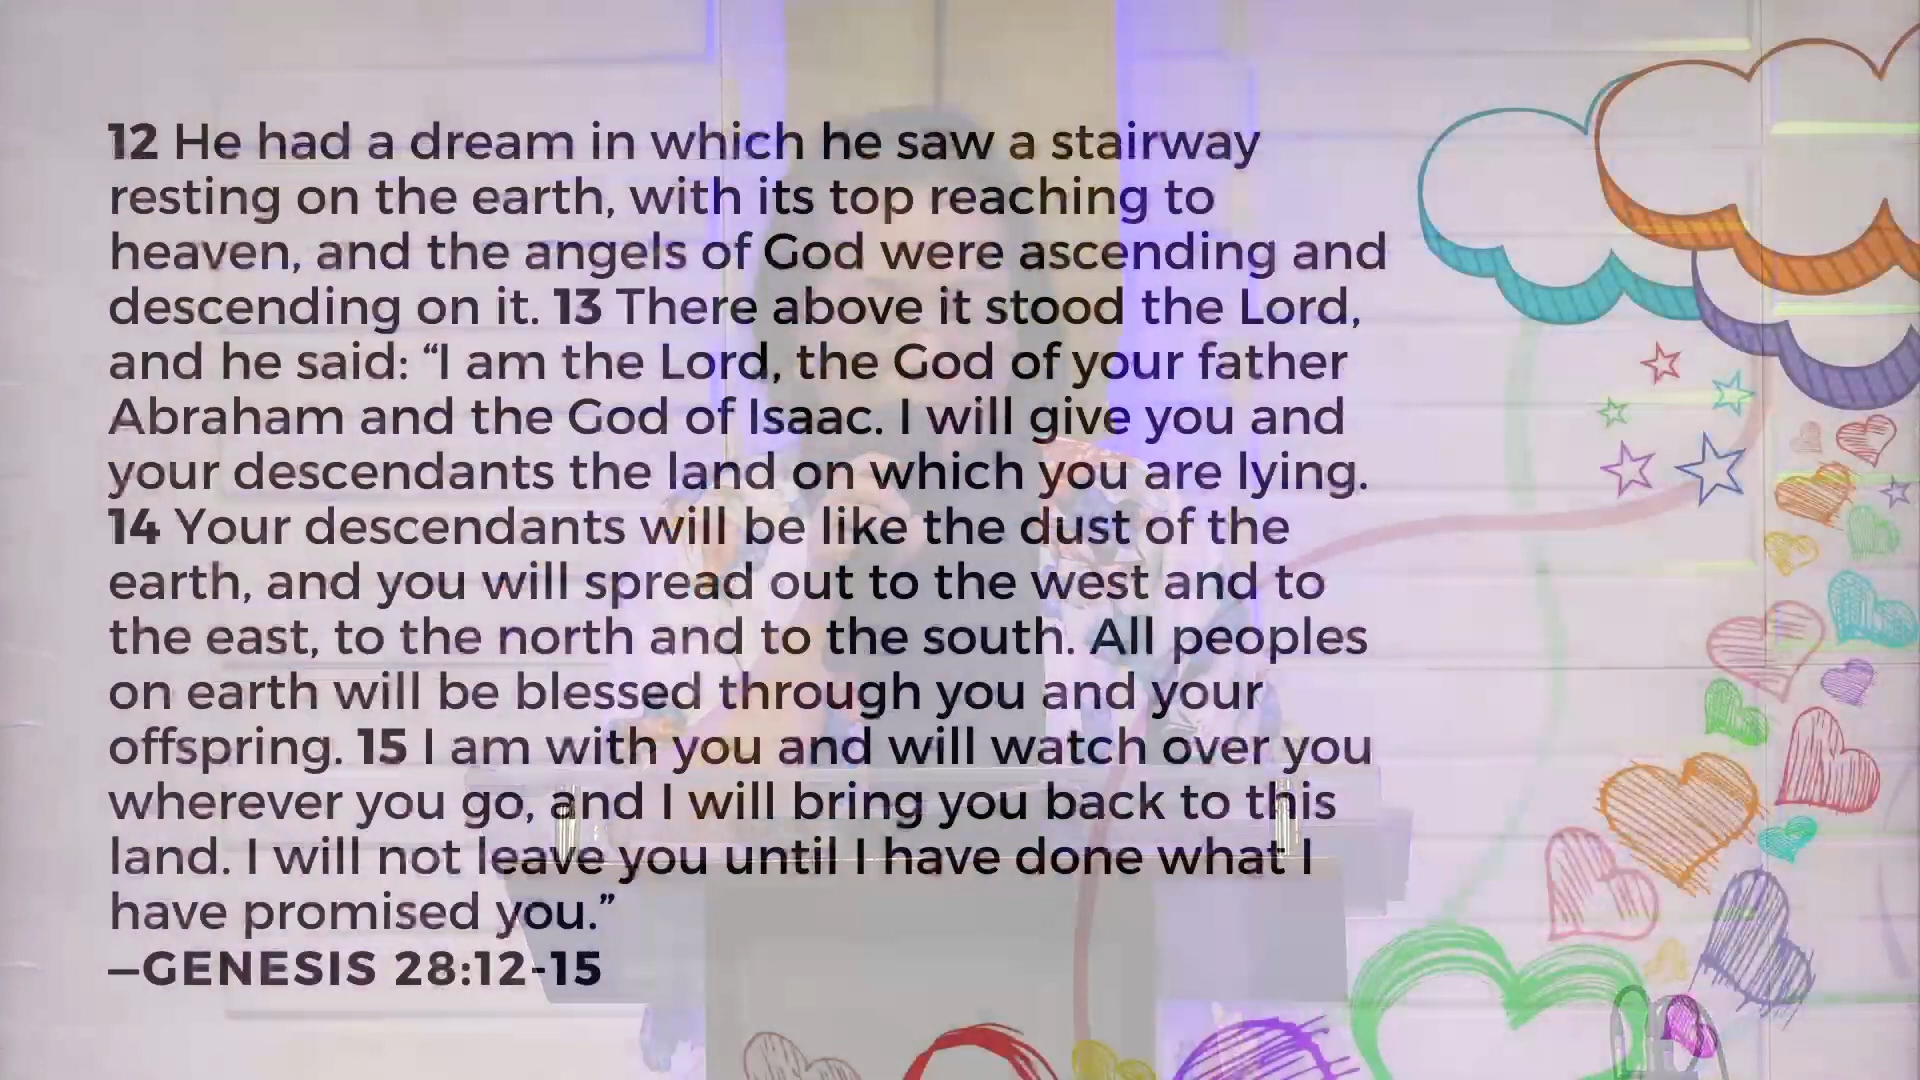 12 He had a dream in which he saw a stairway
resting on the earth, with its top reaching to
heaven, and the angels of God were ascending and
descending on it. 13 There above it stood the Lord,
and he said: “I am the Lord, the God of your father
Abraham and the God of Isaac. I will give you and
your descendants the land on which you are lying.
14 Your descendants will be like the dust of the
earth, and you will spread out to the west and to
the east, to the north and to the south. All peoples
on earth will be blessed through you and your
offspring. 15 I am with you and will watch over you
wherever you go, and I will bring you back to this
land. I will not leave you until I have done what I
have promised you.”
—GENESIS 28:12-15